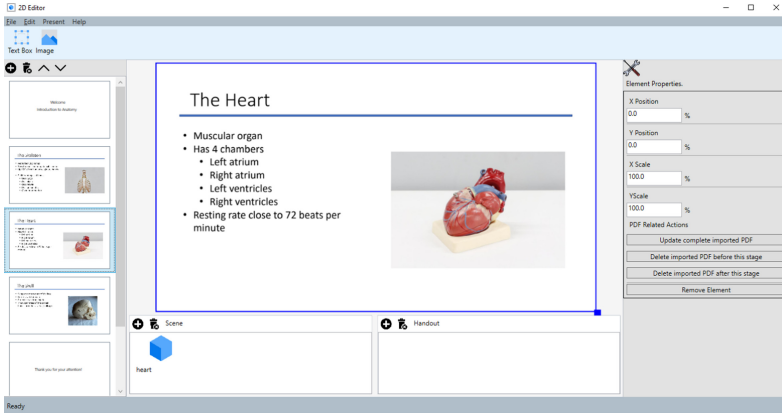 2D Editor
File Edit Present Help
Text Box Image
Welcome
Introduction to Anatomy
The Heart
The skull
Thank you for your attention!
The Heart
• Muscular organ
• Has 4 chambers
• Left atrium
• Right atrium
• Left ventricles
• Right ventricles
• Resting rate close to 72 beats per
minute
Scene
heart
Handout
Element Properties.
X Position
0.0 %
Y Position
0.0 %
X Scale
100.0 %
YScale
100.0 %
PDF Related Actions
Update complete imported PDF
Delete imported PDF before this stage
Delete imported PDF after this stage
Remove Element
Ready